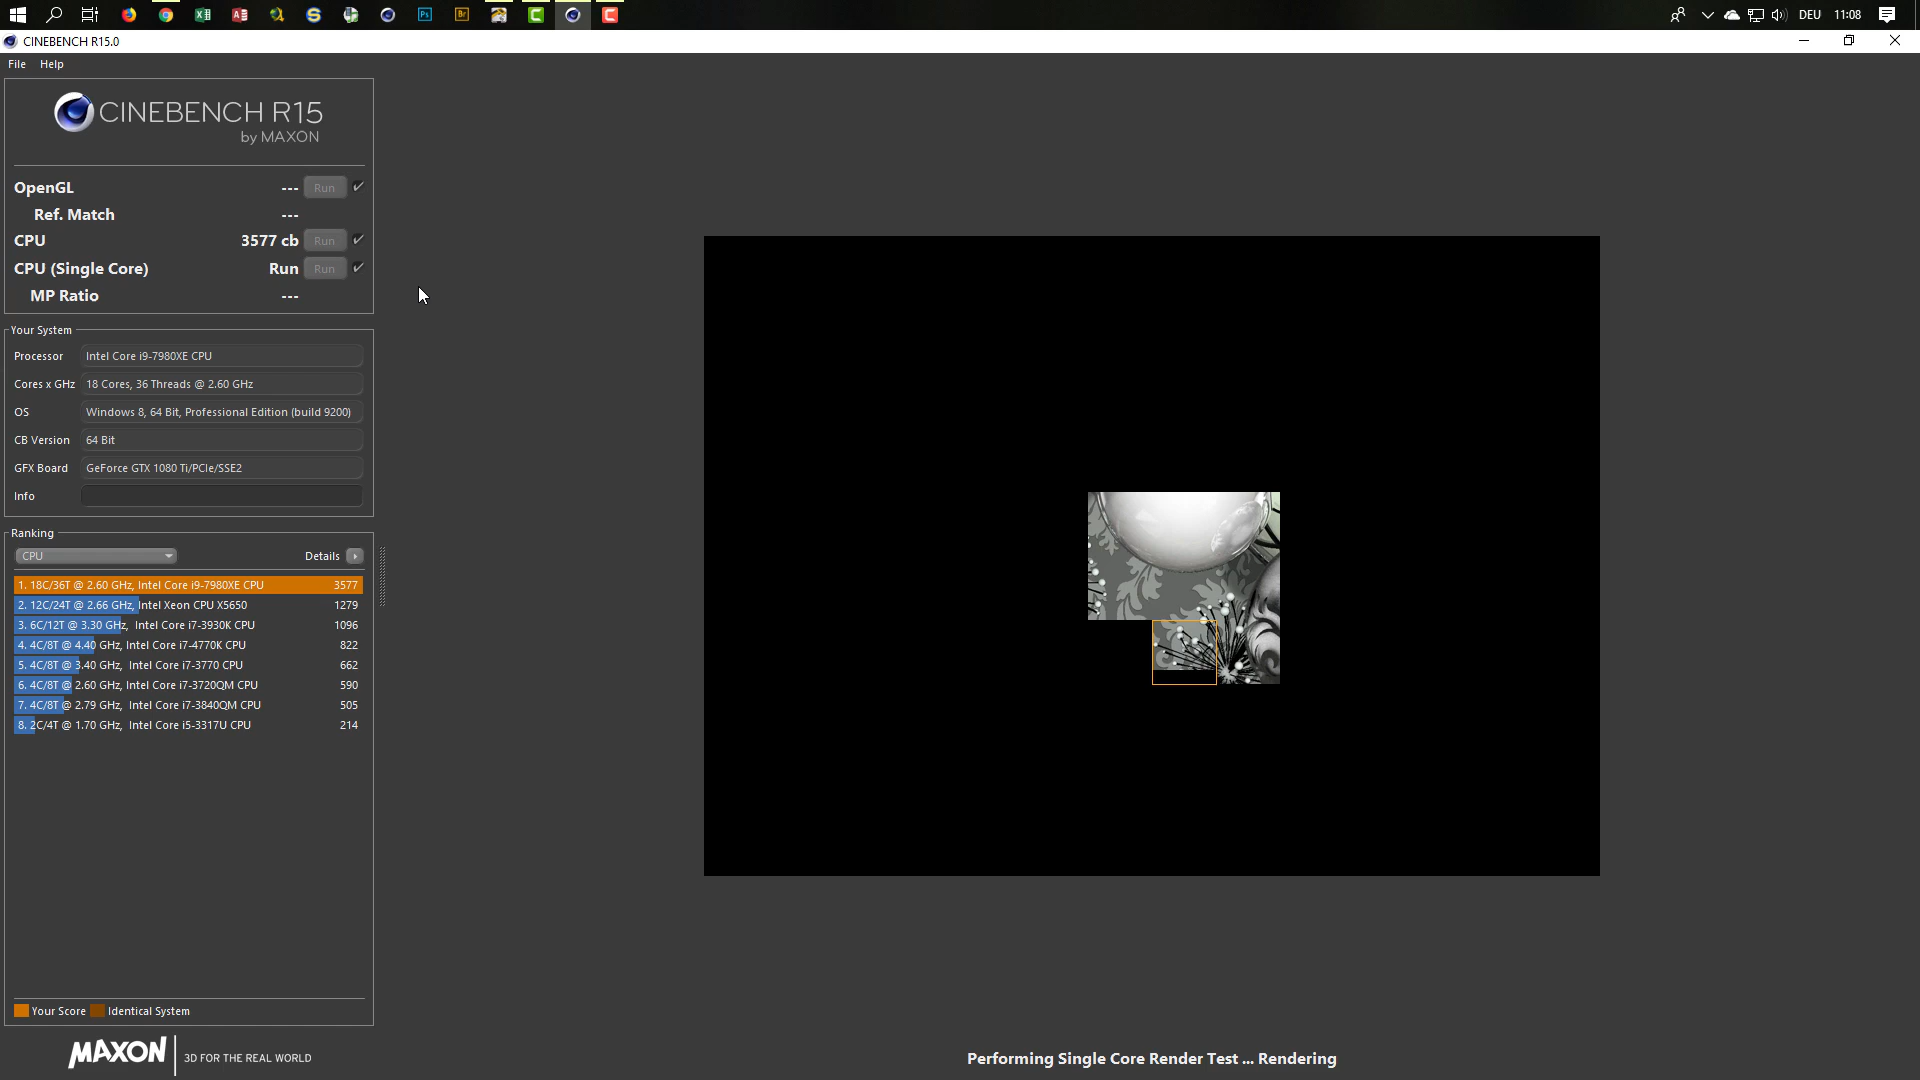 Ps
Br
DEU
11:08
CINEBENCH R15.0
File Help
CINEBENCH R15
by MAXON
OpenGL --- Run
Ref. Match ---
CPU 3577 cb Run
CPU (Single Core) Run Run
MP Ratio ---
Your System
Processor Intel Core i9-7980XE CPU
Cores x GHz 18 Cores, 36 Threads @ 2.60 GHz
OS Windows 8, 64 Bit, Professional Edition (build 9200)
CB Version 64 Bit
GFX Board GeForce GTX 1080 Ti/PCIe/SSE2
Info
Ranking
CPU Details
1. 18C/36T @ 2.60 GHz, Intel Core i9-7980XE CPU 3577
2. 12C/24T @ 2.66 GHz, Intel Xeon CPU X5650 1279
3. 6C/12T @ 3.30 GHz, Intel Core i7-3930K CPU 1096
4. 4C/8T @ 4.40 GHz, Intel Core i7-4770K CPU 822
5. 4C/8T @ 3.40 GHz, Intel Core i7-3770 CPU 662
6. 4C/8T @ 2.60 GHz, Intel Core i7-3720QM CPU 590
7. 4C/8T @ 2.79 GHz, Intel Core i7-3840QM CPU 505
8. 2C/4T @ 1.70 GHz, Intel Core i5-3317U CPU 214
Your Score Identical System
MAXON 3D FOR THE REAL WORLD
Performing Single Core Render Test ... Rendering